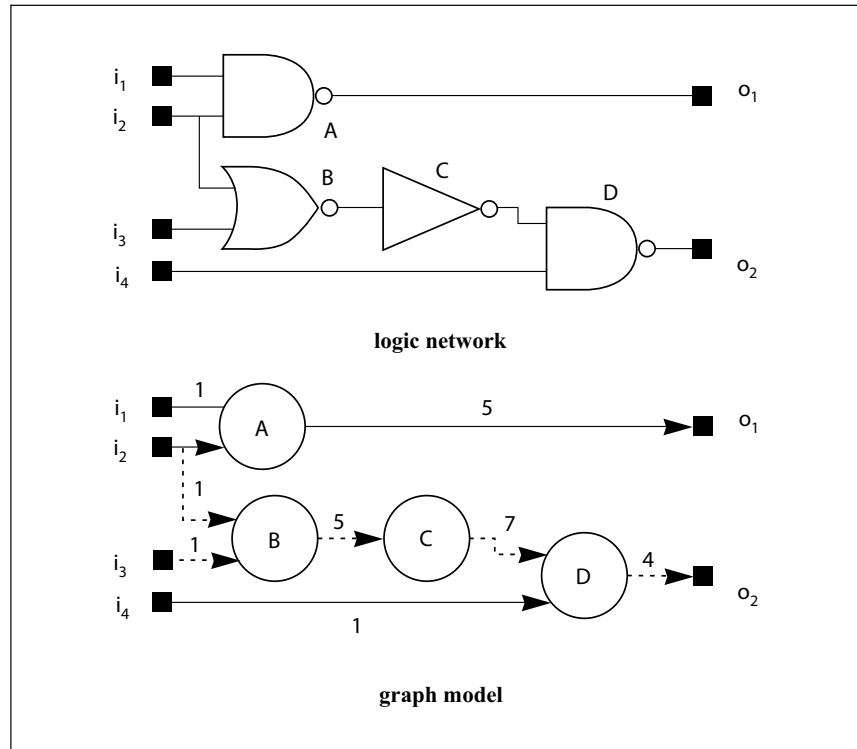 i₁ o₁
i₂ A
B C D
i₃
i₄ o₂
logic network
1
i₁ A 5 o₁
i₂
1
5 7
B C
i₃ 1 D 4
i₄ o₂
1
graph model